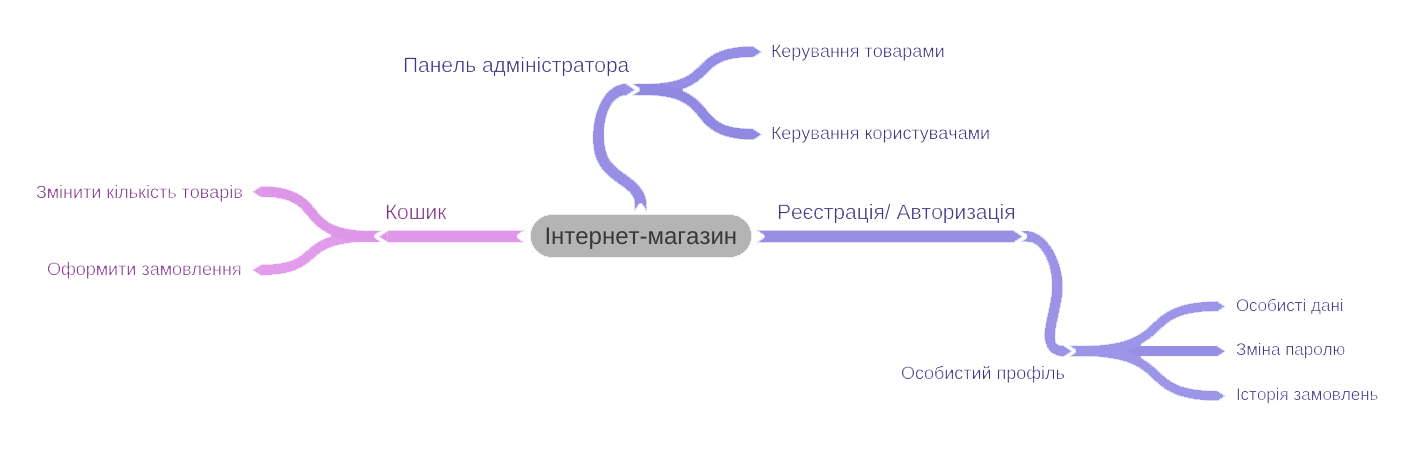 Панель адміністратора
Керування товарами
Керування користувачами
Змінити кількість товарів
Кошик
Оформити замовлення
Інтернет-магазин
Реєстрація/ Авторизація
Особистий профіль
Особисті дані
Зміна паролю
Історія замовлень